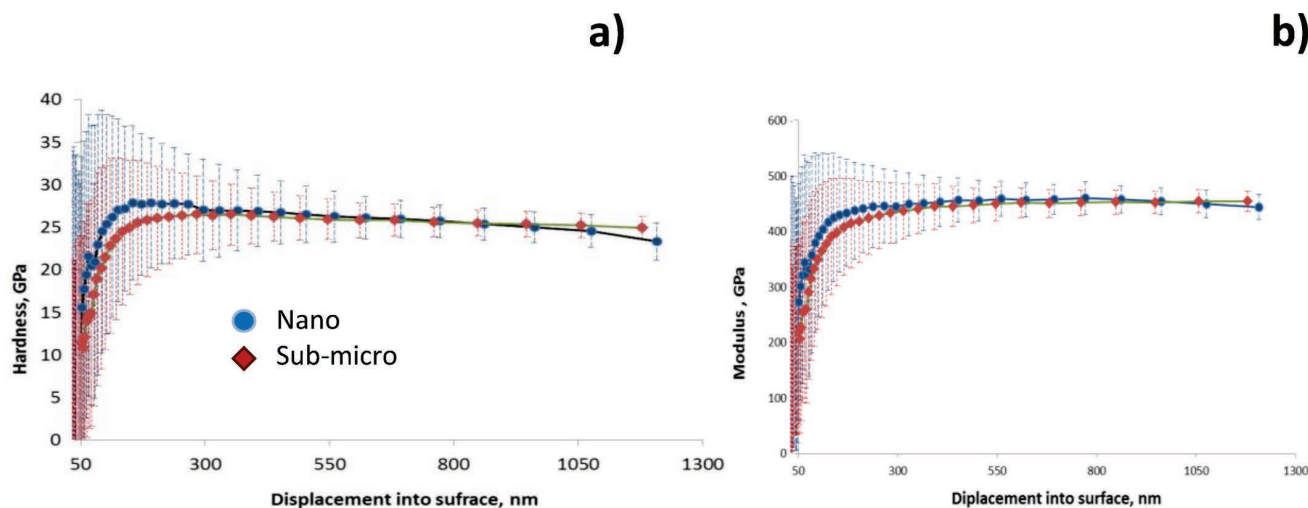 a)
40
35
30
25
20
15
10
5
0
Hardness, GPa
50 300 550 800 1050 1300
Displacement into sufrace, nm
Nano
Sub-micro
b)
600
500
400
300
200
100
0
Modulus , GPa
50 300 550 800 1050 1300
Diplacement into surface, nm